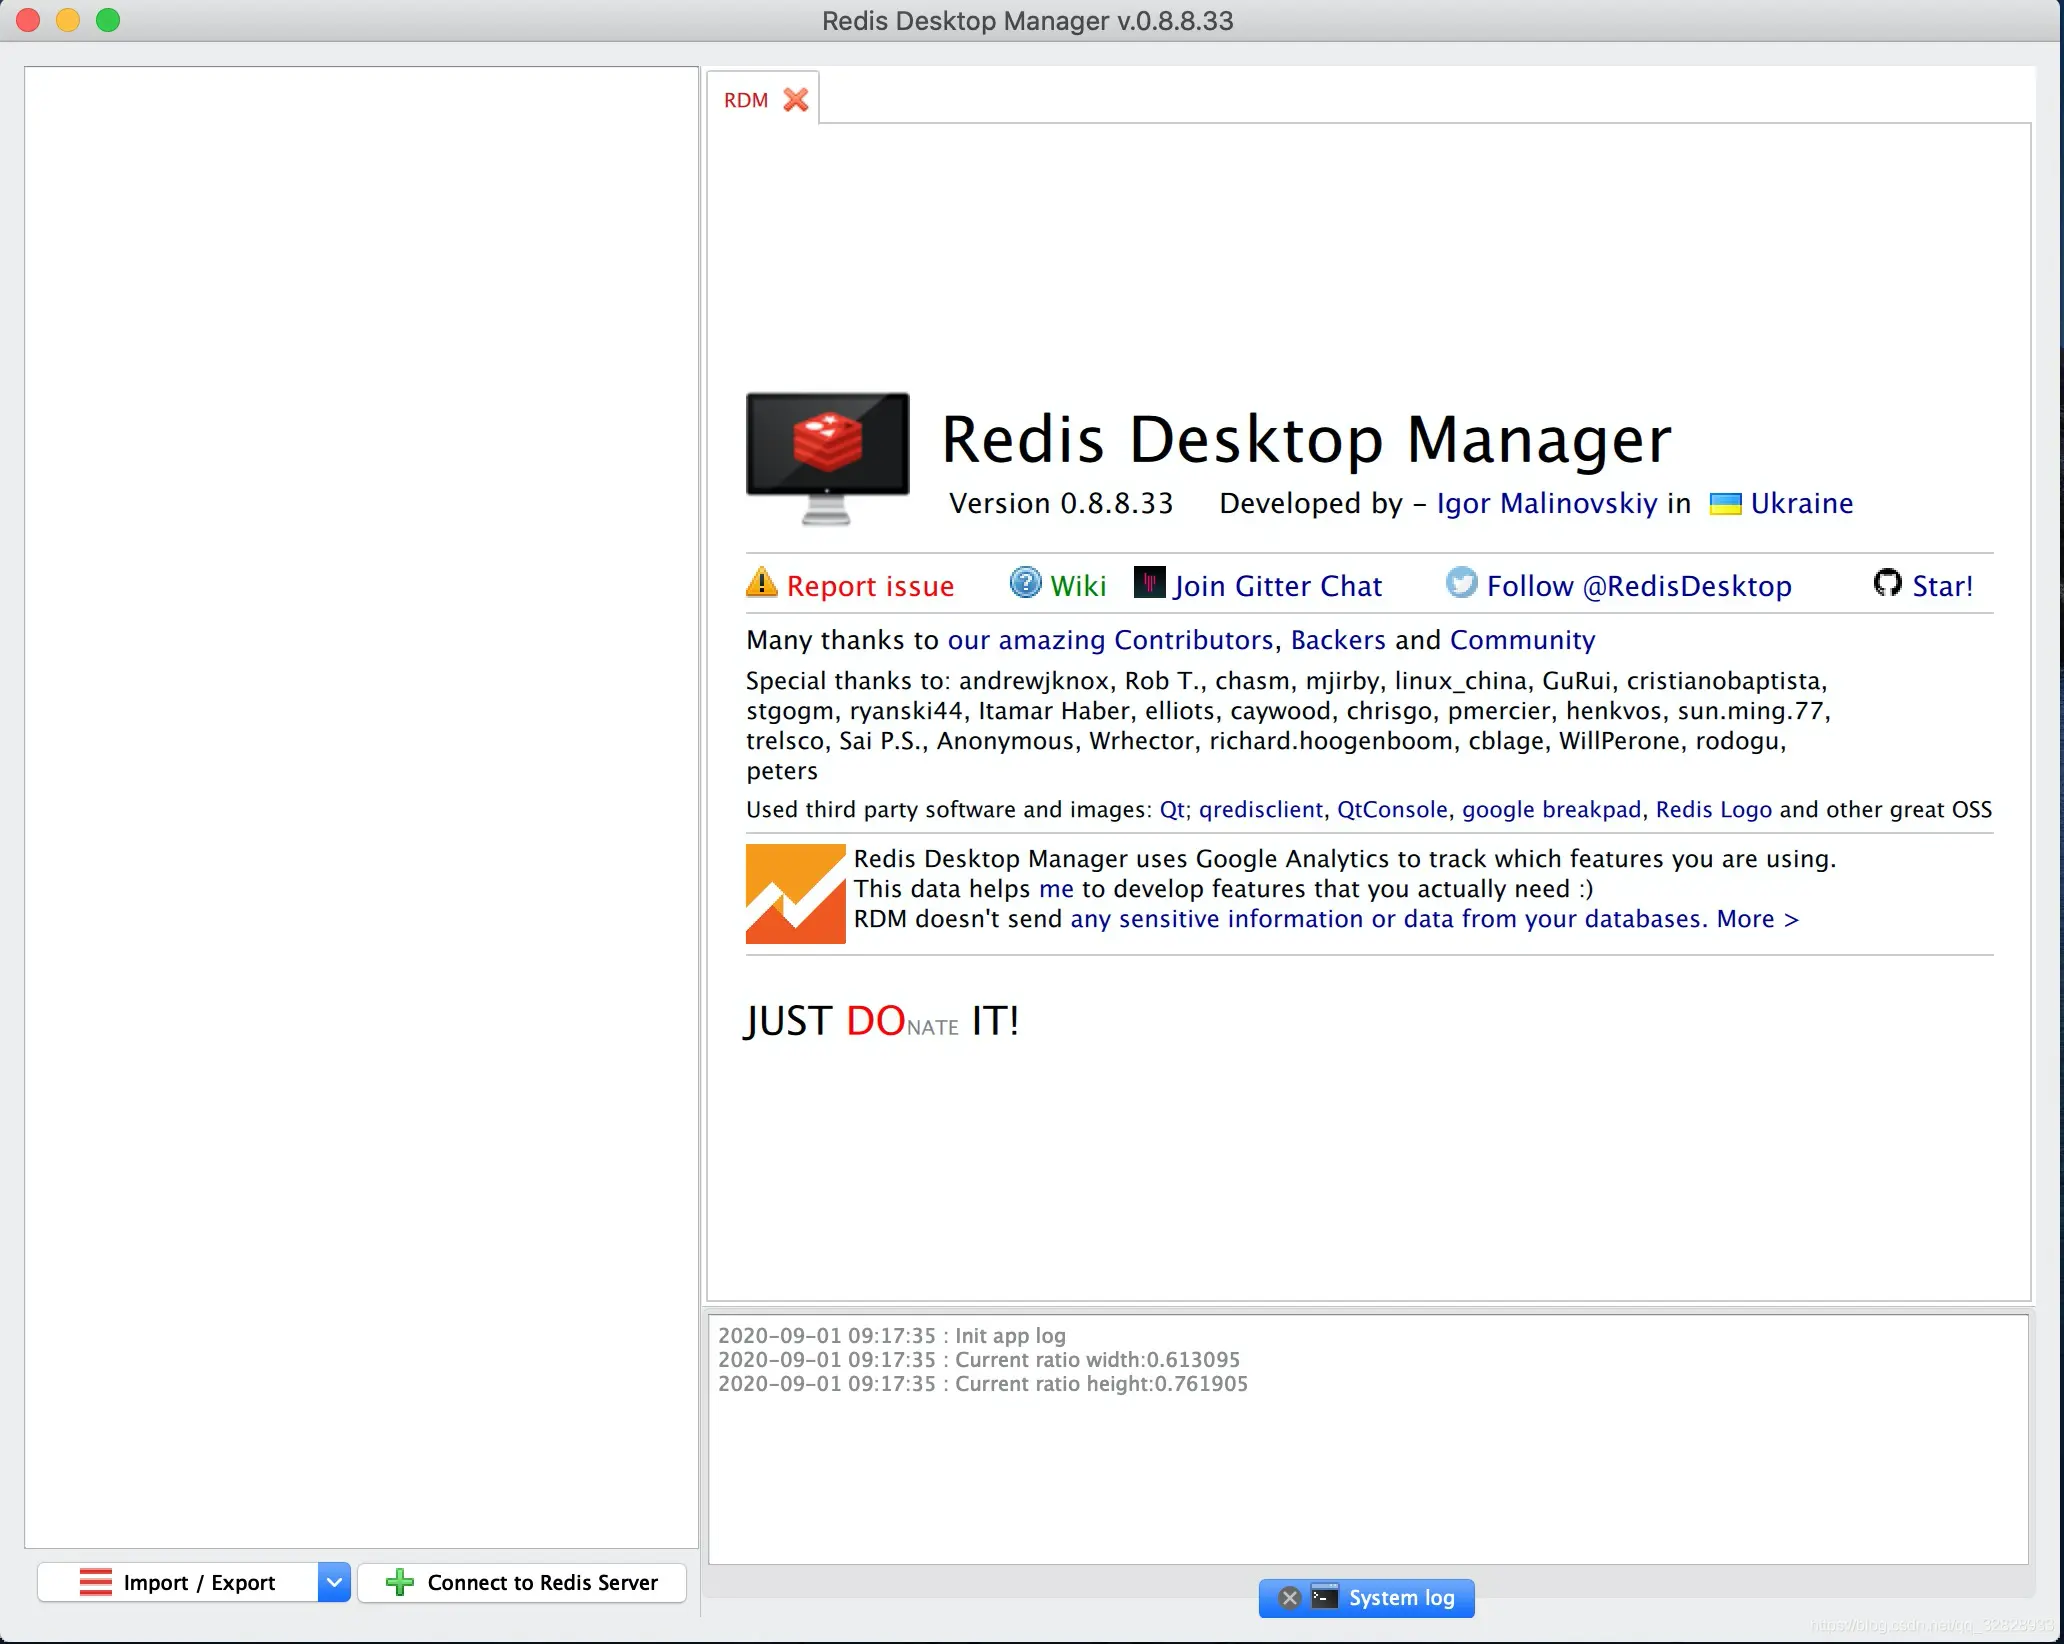 Redis Desktop Manager v.0.8.8.33
RDM
Redis Desktop Manager
Version 0.8.8.33 Developed by – Igor Malinovskiy in Ukraine
Report issue Wiki Join Gitter Chat Follow @RedisDesktop Star!
Many thanks to our amazing Contributors, Backers and Community
Special thanks to: andrewjknox, Rob T., chasm, mjirby, linux_china, GuRui, cristianobaptista,
stgogm, ryanski44, Itamar Haber, elliots, caywood, chrisgo, pmercier, henkvos, sun.ming.77,
trelsco, Sai P.S., Anonymous, Wrhector, richard.hoogenboom, cblage, WillPerone, rodogu,
peters
Used third party software and images: Qt; qredisclient, QtConsole, google breakpad, Redis Logo and other great OSS
Redis Desktop Manager uses Google Analytics to track which features you are using.
This data helps me to develop features that you actually need :)
RDM doesn't send any sensitive information or data from your databases. More >
JUST DONATE IT!
2020-09-01 09:17:35 : Init app log
2020-09-01 09:17:35 : Current ratio width:0.613095
2020-09-01 09:17:35 : Current ratio height:0.761905
Import / Export
Connect to Redis Server
System log